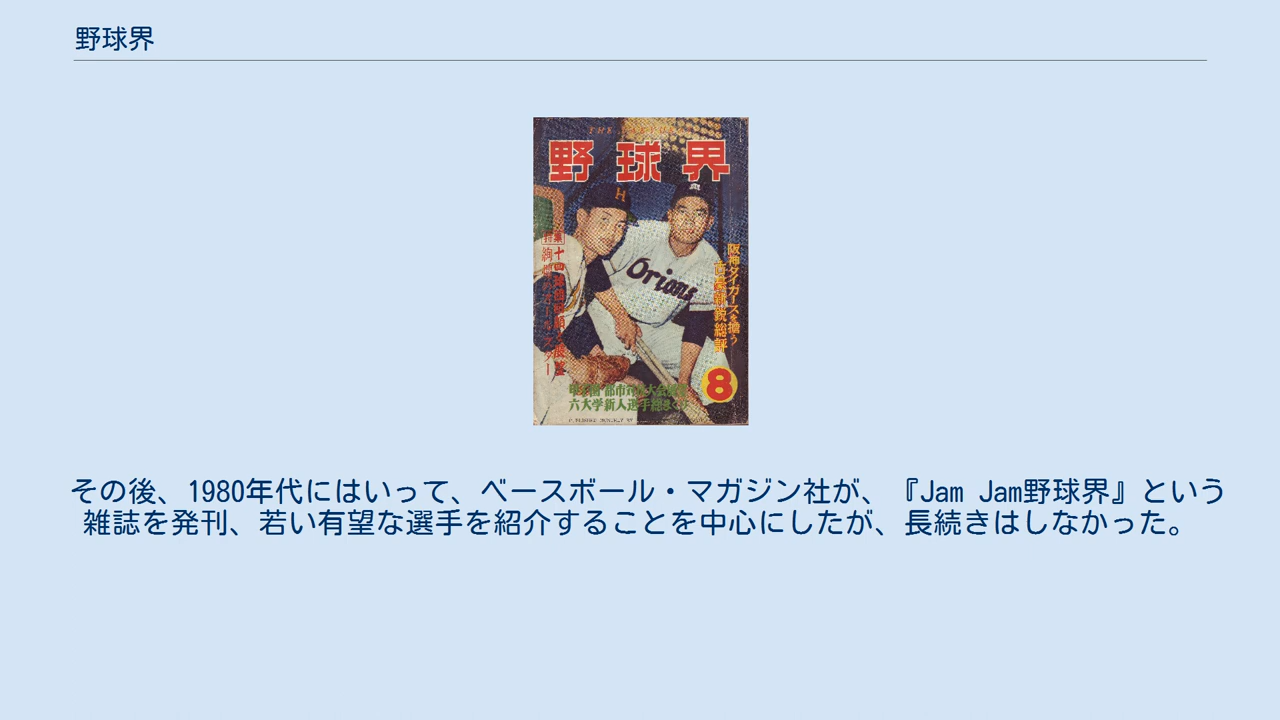 野球界
野球界
H
Orions
特集
阪神タイガースを擔う
8
六大学新人選手
その後、1980年代にはいって、ベースボール・マガジン社が、『Jam Jam野球界』という
雑誌を発刊、若い有望な選手を紹介することを中心にしたが、長続きはしなかった。